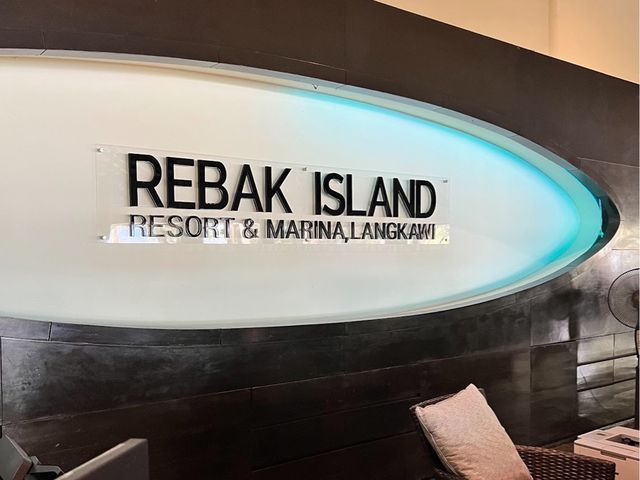 REBAK ISLAND
RESORT & MARINA, LANGKAWI